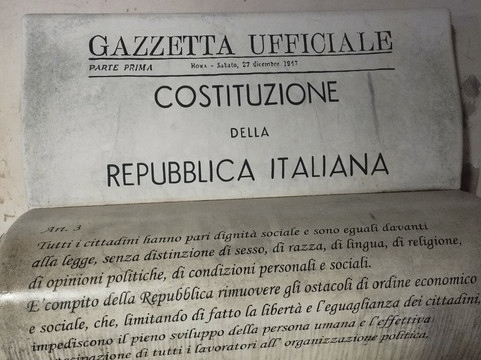 GAZZETTA UFFICIALE
PARTE PRIMA Roma - Sabato, 27 dicembre 1947
COSTITUZIONE
DELLA
REPUBBLICA ITALIANA
Art. 3
Tutti i cittadini hanno pari dignità sociale e sono eguali davanti
alla legge, senza distinzione di sesso, di razza, di lingua, di religione,
di opinioni politiche, di condizioni personali e sociali.
E' compito della Repubblica rimuovere gli ostacoli di ordine economico
e sociale, che, limitando di fatto la libertà e l'eguaglianza dei cittadini,
impediscono il pieno sviluppo della persona umana e l'effettiva
di tutti i lavoratori all' organizzazione politica,